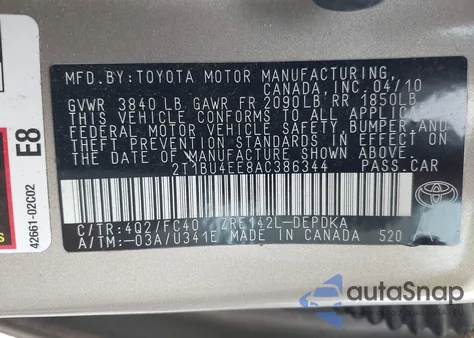 MFD.BY:TOYOTA MOTOR MANUFACTURING,
CANADA, INC. 04/10
GVWR 3840 LB GAWR FR 2090LB, RR 1850LB
THIS VEHICLE CONFORMS TO ALL APPLICABLE
FEDERAL MOTOR VEHICLE SAFETY, BUMPER, AND
THEFT PREVENTION STANDARDS IN EFFECT ON
THE DATE OF MANUFACTURE SHOWN ABOVE.
2T1BU4EE8AC386344 PASS.CAR
C/TR:4Q2/FC40 ZRE142L-DEPDKA
A/TM:-03A/U341E MADE IN CANADA 520
TOYOTA
E8
42661-02C02
autoSnap